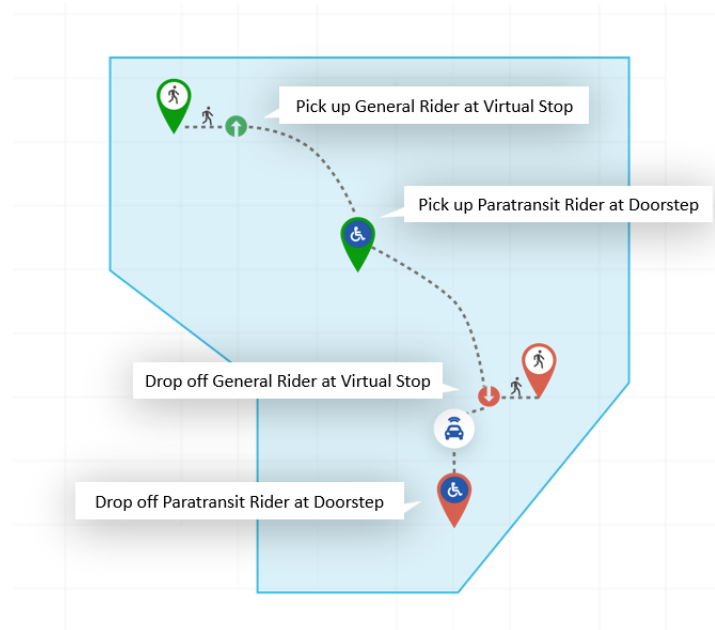 Pick up General Rider at Virtual Stop
Pick up Paratransit Rider at Doorstep
Drop off General Rider at Virtual Stop
Drop off Paratransit Rider at Doorstep